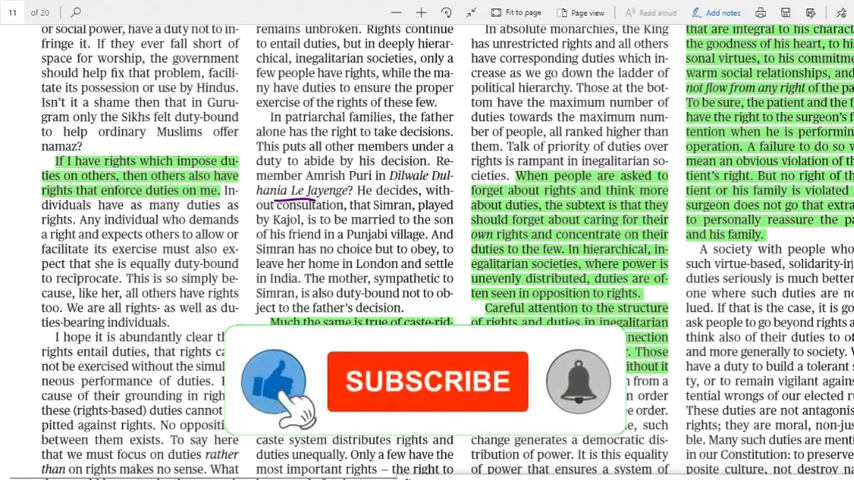 11 of 20
Fit to page
Page view
Read aloud
Add notes
or social power, have a duty not to in-
fringe it. If they ever fall short of
space for worship, the government
should help fix that problem, facili-
tate its possession or use by Hindus.
Isn't it a shame then that in Guru-
gram only the Sikhs felt duty-bound
to help ordinary Muslims offer
namaz?
If I have rights which impose du-
ties on others, then others also have
rights that enforce duties on me. In-
dividuals have as many duties as
rights. Any individual who demands
a right and expects others to allow or
facilitate its exercise must also ex-
pect that she is equally duty-bound
to reciprocate. This is so simply be-
cause, like her, all others have rights
too. We are all rights- as well as du-
ties-bearing individuals.
I hope it is abundantly clear
rights entail duties, that rights
not be exercised without the simul-
neous performance of duties.
cause of their grounding in
these (rights-based) duties cannot
pitted against rights. No
between them exists. To say
that we must focus on duties rather
than on rights makes no sense. What
remains unbroken. Rights continue
to entail duties, but in deeply hierar-
chical, inegalitarian societies, only a
few people have rights, while the ma-
ny have duties to ensure the proper
exercise of the rights of these few.
In patriarchal families, the father
alone has the right to take decisions.
This puts all other members under a
duty to abide by his decision. Re-
member Amrish Puri in Dilwale Dul-
hania Le Jayenge? He decides, with-
out consultation, that Simran, played
by Kajol, is to be married to the son
of his friend in a Punjabi village. And
Simran has no choice but to obey, to
leave her home in London and settle
in India. The mother, sympathetic to
Simran, is also duty-bound not to ob-
ject to the father's decision.
Much the same is true of caste-rid-
caste system distributes rights and
duties unequally. Only a few have the
most important rights – the right to
In absolute monarchies, the King
has unrestricted rights and all others
have corresponding duties which in-
crease as we go down the ladder of
political hierarchy. Those at the bot-
tom have the maximum number of
duties towards the maximum num-
ber of people, all ranked higher than
them. Talk of priority of duties over
rights is rampant in inegalitarian so-
cieties. When people are asked to
forget about rights and think more
about duties, the subtext is that they
should forget about caring for their
own rights and concentrate on their
duties to the few. In hierarchical, in-
egalitarian societies, where power is
unevenly distributed, duties are of-
ten seen in opposition to rights.
Careful attention to the structure
of rights and duties in inegalitarian
Those
without it
from a
order
order.
such
change generates a democratic dis-
tribution of power. It is this equality
of power that ensures a system of
that are integral to his character
the goodness of his heart, to his
sonal virtues, to his commitme
warm social relationships, and
not flow from any right of the pa
To be sure, the patient and the f
have the right to the surgeon's
tention when he is performin
operation. A failure to do so w
mean an obvious violation of th
tient's right. But no right of th
tient or his family is violated
surgeon does not go that extra
to personally reassure the pa
and his family.
A society with people who
such virtue-based, solidarity-in
duties seriously is much better
one where such duties are no
lued. If that is the case, it is go
ask people to go beyond rights a
think also of their duties to ot
and more generally to society. W
have a duty to build a tolerant s
ty, or to remain vigilant against
tential wrongs of our elected r
These duties are not antagonis
rights; they are moral, non-jus
ble. Many such duties are menti
in our Constitution: to preserve
posite culture, not destroy na
SUBSCRIBE